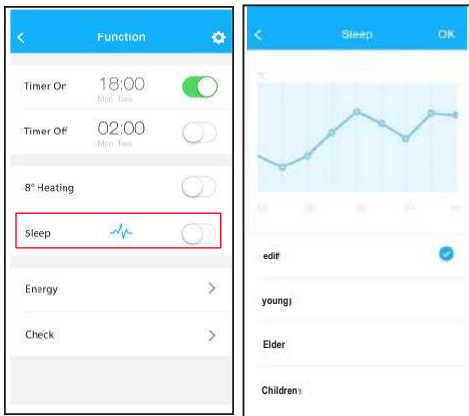 Function
Timer On 18:00
Mon Tues
Timer Off 02:00
Mon Tues
8° Heating
Sleep
Energy
Check
Sleep OK
°C
edit
young
Elder
Children